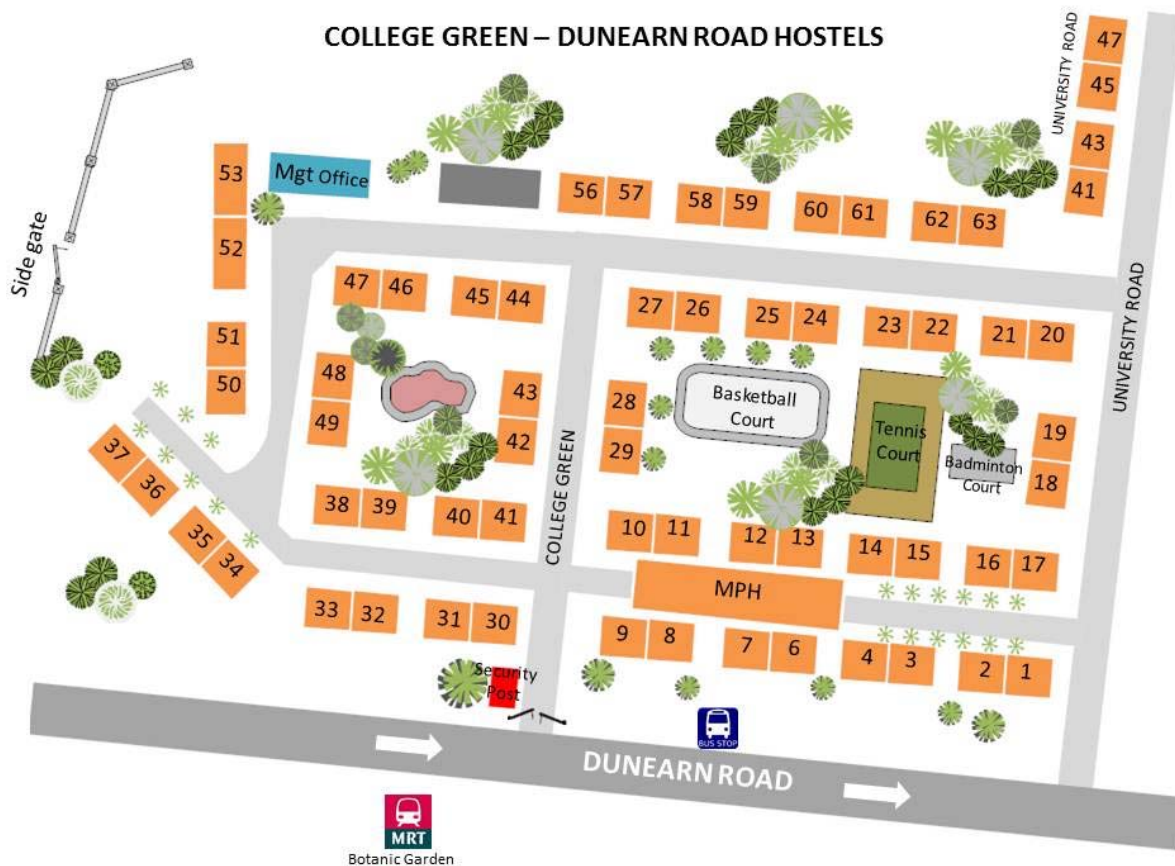 COLLEGE GREEN – DUNEARN ROAD HOSTELS
UNIVERSITY ROAD
47
45
43
41
53
Mgt Office
52
56 57
58 59
60 61
62 63
Side gate
47 46
45 44
27 26
25 24
23 22
21 20
UNIVERSITY ROAD
51
50
48
49
43
42
28
29
Basketball
Court
Tennis
Court
Badminton
Court
19
18
37
36
35
34
38 39
40 41
COLLEGE GREEN
10 11
12 13
14 15
16 17
MPH
33 32
31 30
9 8
7 6
4 3
2 1
Security
Post
BUS STOP
DUNEARN ROAD
MRT
Botanic Garden